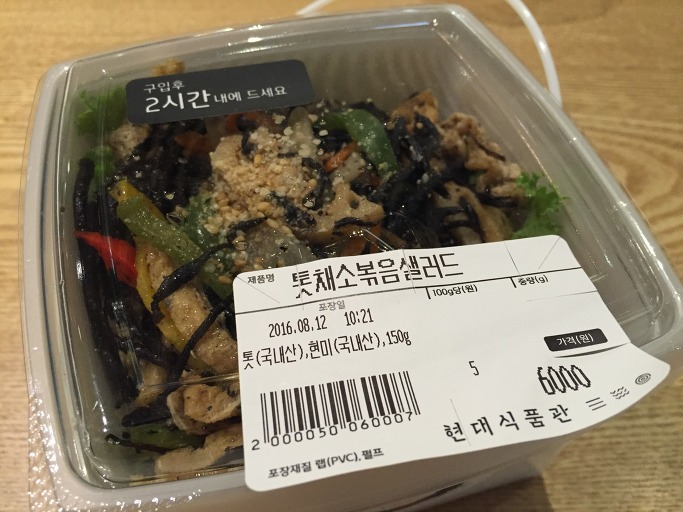 구입후
2시간 내에 드세요
제품명 톳채소볶음샐러드
포장일 100g당(원) 중량(g)
2016.08.12 10:21
톳(국내산),현미(국내산),150g
가격(원)
5 6000
2 000050 060007
현대식품관
포장재질 랩(PVC),펄프